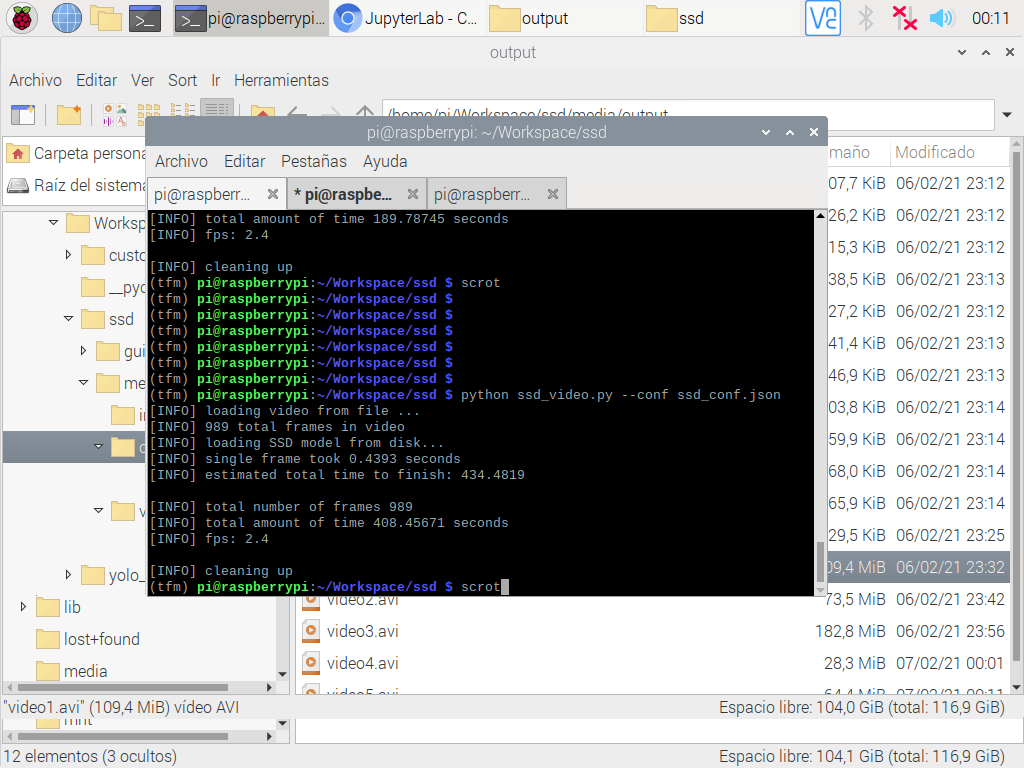 pi@raspberrypi...
JupyterLab - C...
output
ssd
VNC
00:11
output
Archivo Editar Ver Sort Ir Herramientas
/home/pi/Workspace/ssd/media/output
pi@raspberrypi: ~/Workspace/ssd
Archivo Editar Pestañas Ayuda
pi@raspberr... * pi@raspbe... pi@raspberr...
[INFO] total amount of time 189.78745 seconds
[INFO] fps: 2.4
[INFO] cleaning up
(tfm) pi@raspberrypi:~/Workspace/ssd $ scrot
(tfm) pi@raspberrypi:~/Workspace/ssd $
(tfm) pi@raspberrypi:~/Workspace/ssd $
(tfm) pi@raspberrypi:~/Workspace/ssd $
(tfm) pi@raspberrypi:~/Workspace/ssd $
(tfm) pi@raspberrypi:~/Workspace/ssd $
(tfm) pi@raspberrypi:~/Workspace/ssd $
(tfm) pi@raspberrypi:~/Workspace/ssd $ python ssd_video.py --conf ssd_conf.json
[INFO] loading video from file ...
[INFO] 989 total frames in video
[INFO] loading SSD model from disk...
[INFO] single frame took 0.4393 seconds
[INFO] estimated total time to finish: 434.4819
[INFO] total number of frames 989
[INFO] total amount of time 408.45671 seconds
[INFO] fps: 2.4
[INFO] cleaning up
(tfm) pi@raspberrypi:~/Workspace/ssd $ scrot
Carpeta persona
Raíz del sistema
Worksp
custo
__pyc
ssd
gui
me
i
o
v
yolo_
lib
lost+found
media
mnt
maño Modificado
07,7 KiB 06/02/21 23:12
26,2 KiB 06/02/21 23:12
15,3 KiB 06/02/21 23:12
38,5 KiB 06/02/21 23:13
27,2 KiB 06/02/21 23:12
41,4 KiB 06/02/21 23:13
46,9 KiB 06/02/21 23:13
03,8 KiB 06/02/21 23:14
59,9 KiB 06/02/21 23:14
68,0 KiB 06/02/21 23:14
65,9 KiB 06/02/21 23:14
29,5 KiB 06/02/21 23:25
09,4 MiB 06/02/21 23:32
video2.avi 73,5 MiB 06/02/21 23:42
video3.avi 182,8 MiB 06/02/21 23:56
video4.avi 28,3 MiB 07/02/21 00:01
video5.avi 64,4 MiB 07/02/21 00:11
"video1.avi" (109,4 MiB) vídeo AVI Espacio libre: 104,0 GiB (total: 116,9 GiB)
12 elementos (3 ocultos) Espacio libre: 104,1 GiB (total: 116,9 GiB)